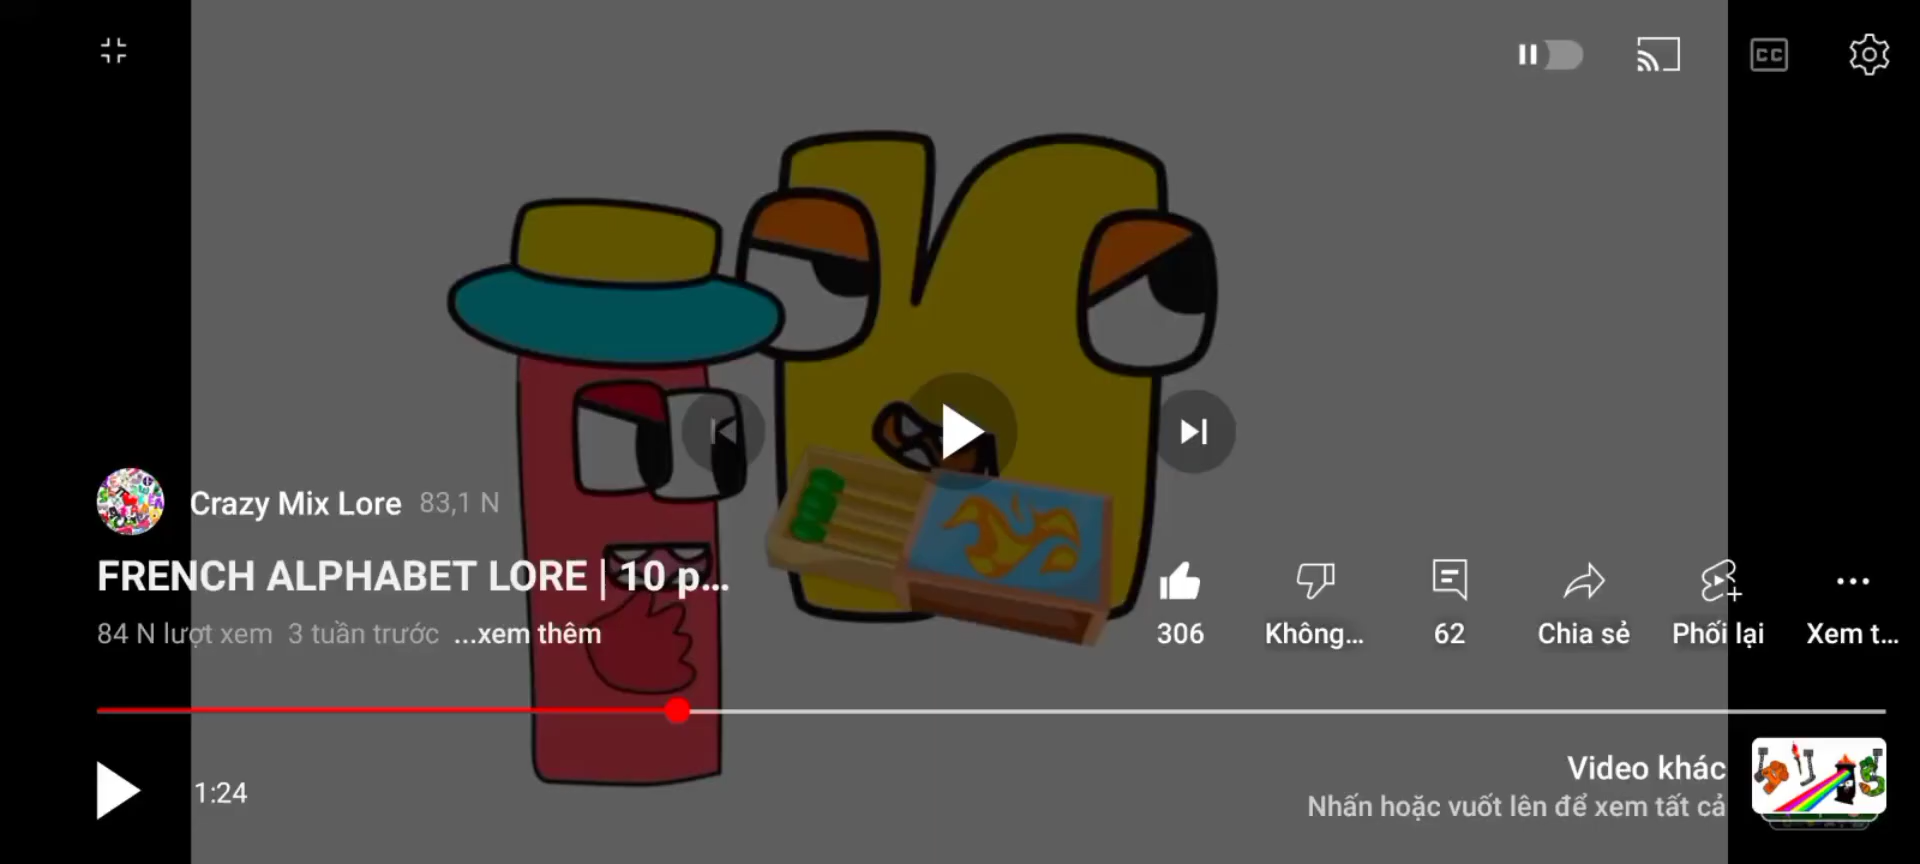 CC
Crazy Mix Lore 83,1 N
FRENCH ALPHABET LORE | 10 p...
84 N lượt xem 3 tuần trước ...xem thêm
306 Không... 62 Chia sẻ Phối lại Xem t...
1:24
Video khác
Nhấn hoặc vuốt lên để xem tất cả